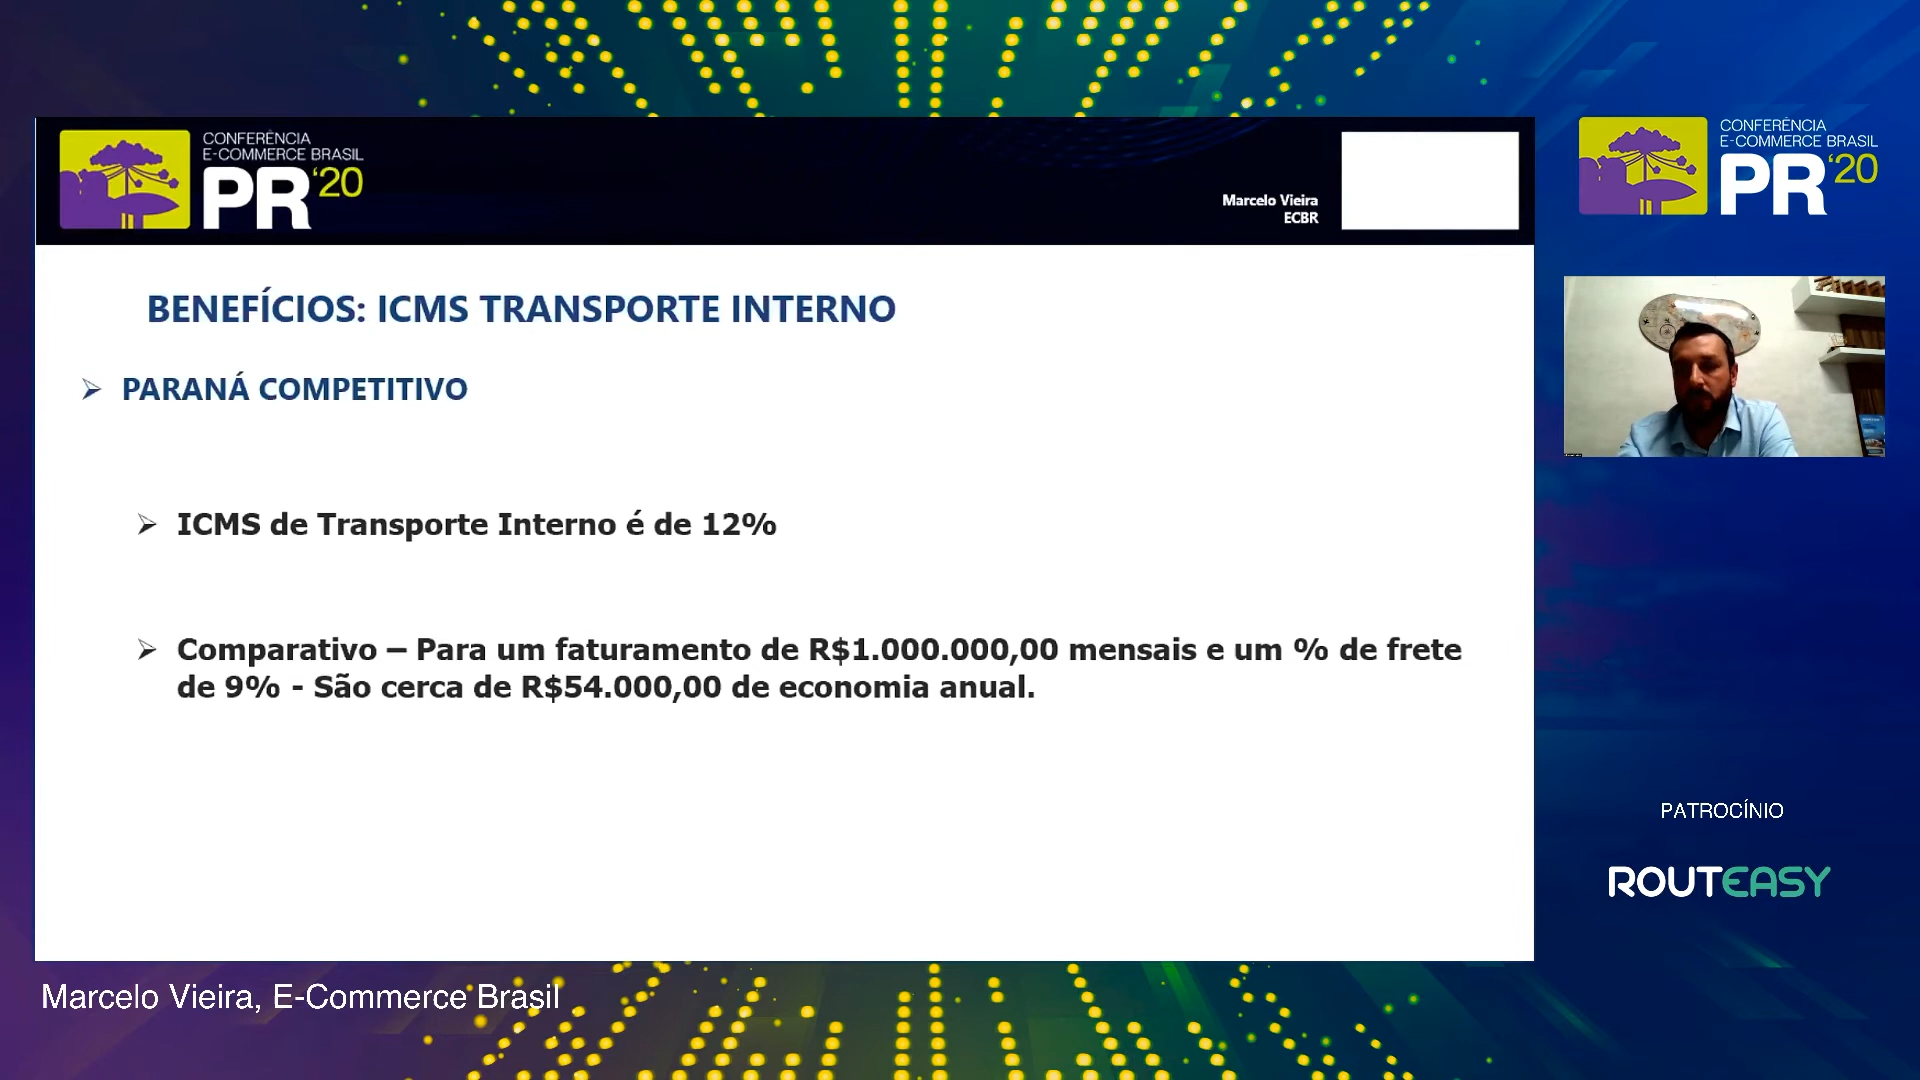 CONFERÊNCIA
E-COMMERCE BRASIL
PR'20
Marcelo Vieira
ECBR
CONFERÊNCIA
E-COMMERCE BRASIL
PR'20
BENEFÍCIOS: ICMS TRANSPORTE INTERNO
PARANÁ COMPETITIVO
ICMS de Transporte Interno é de 12%
Comparativo – Para um faturamento de R$1.000.000,00 mensais e um % de frete
de 9% - São cerca de R$54.000,00 de economia anual.
PATROCÍNIO
ROUTEASY
Marcelo Vieira, E-Commerce Brasil